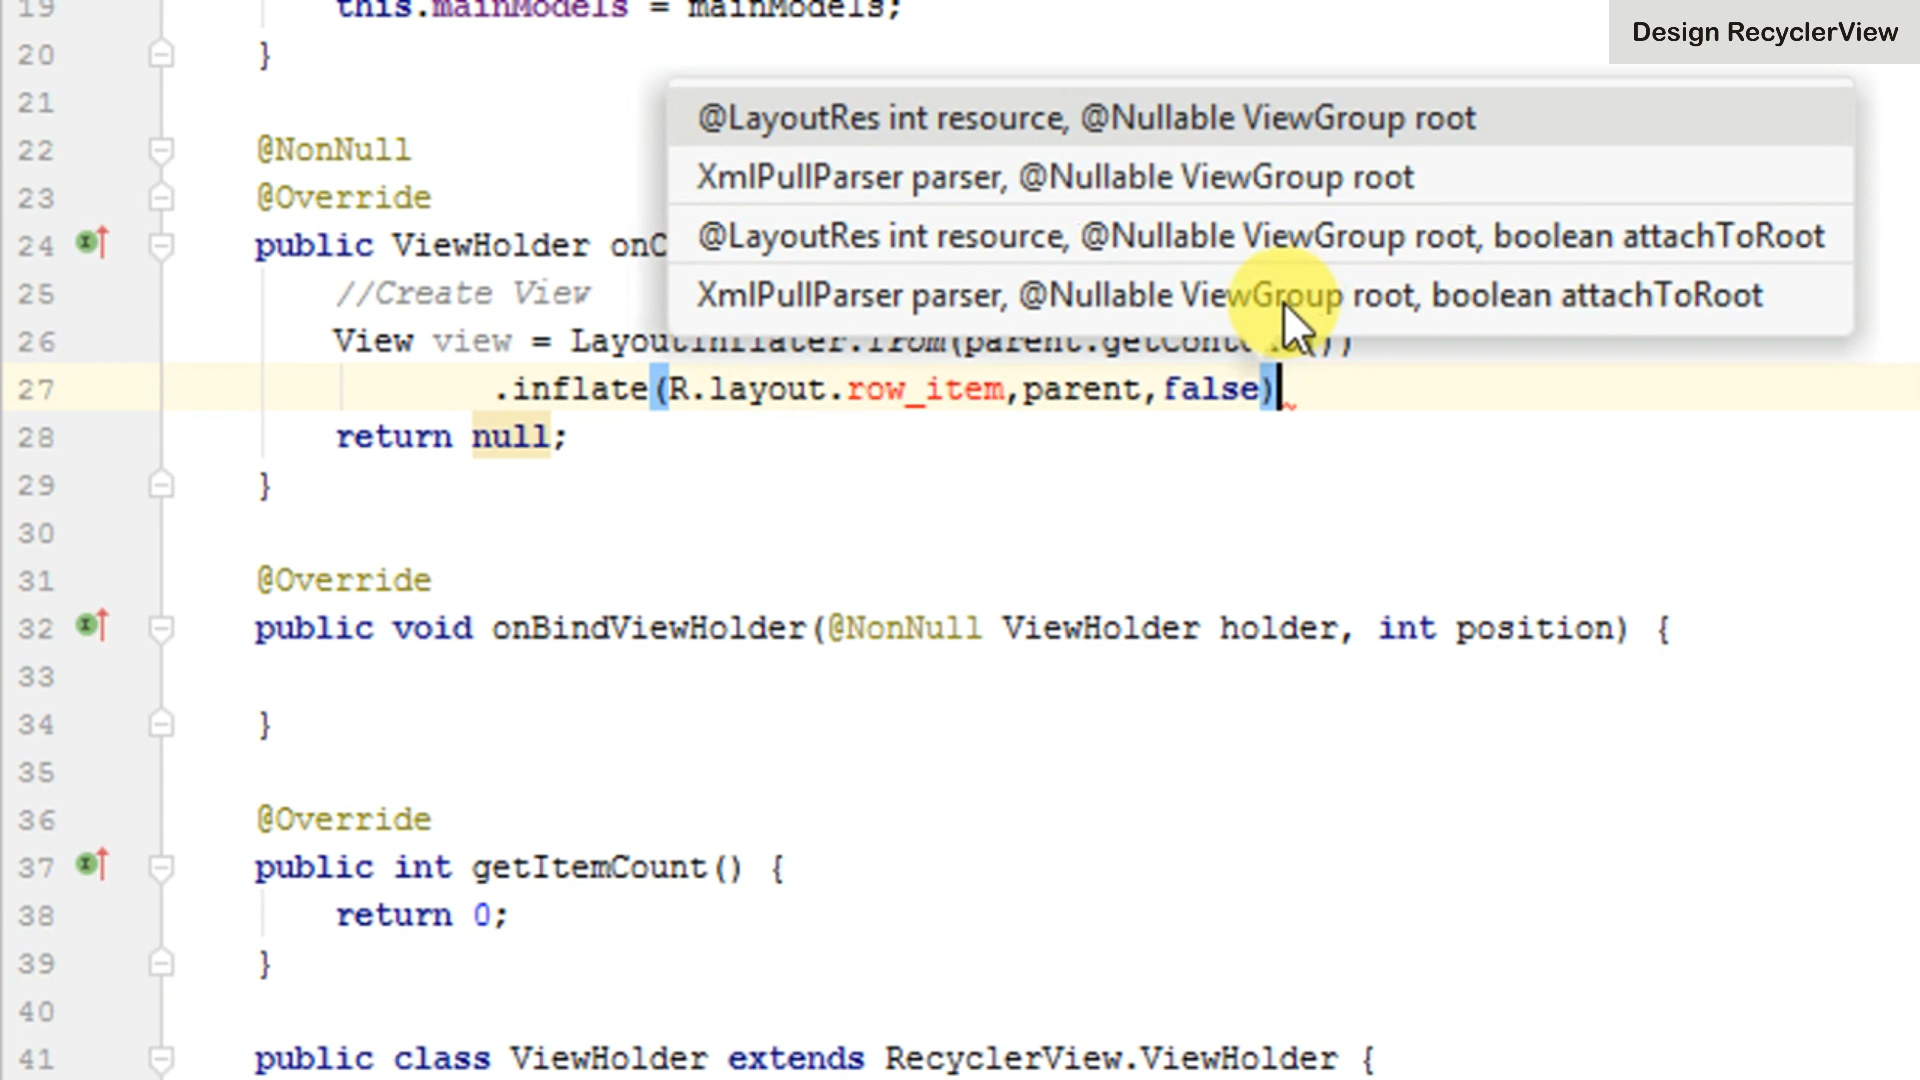 Design RecyclerView
19 this.mainModels = mainModels;
20 }
21
@LayoutRes int resource, @Nullable ViewGroup root
XmlPullParser parser, @Nullable ViewGroup root
@LayoutRes int resource, @Nullable ViewGroup root, boolean attachToRoot
XmlPullParser parser, @Nullable ViewGroup root, boolean attachToRoot
22 @NonNull
23 @Override
24 public ViewHolder onC
25 //Create View
26 View view = LayoutInflater.from(parent.getCont ())
27 .inflate(R.layout.row_item,parent,false)
28 return null;
29 }
30
31 @Override
32 public void onBindViewHolder(@NonNull ViewHolder holder, int position) {
33
34 }
35
36 @Override
37 public int getItemCount() {
38 return 0;
39 }
40
41 public class ViewHolder extends RecyclerView.ViewHolder {